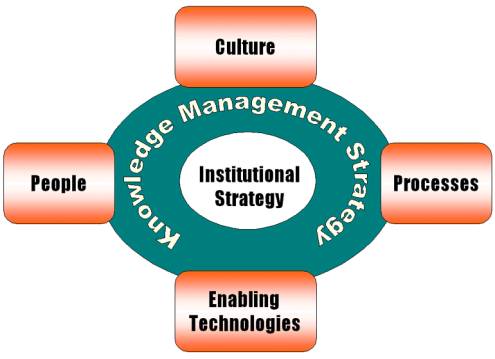 Culture
Knowledge Management Strategy
People
Institutional
Strategy
Processes
Enabling
Technologies